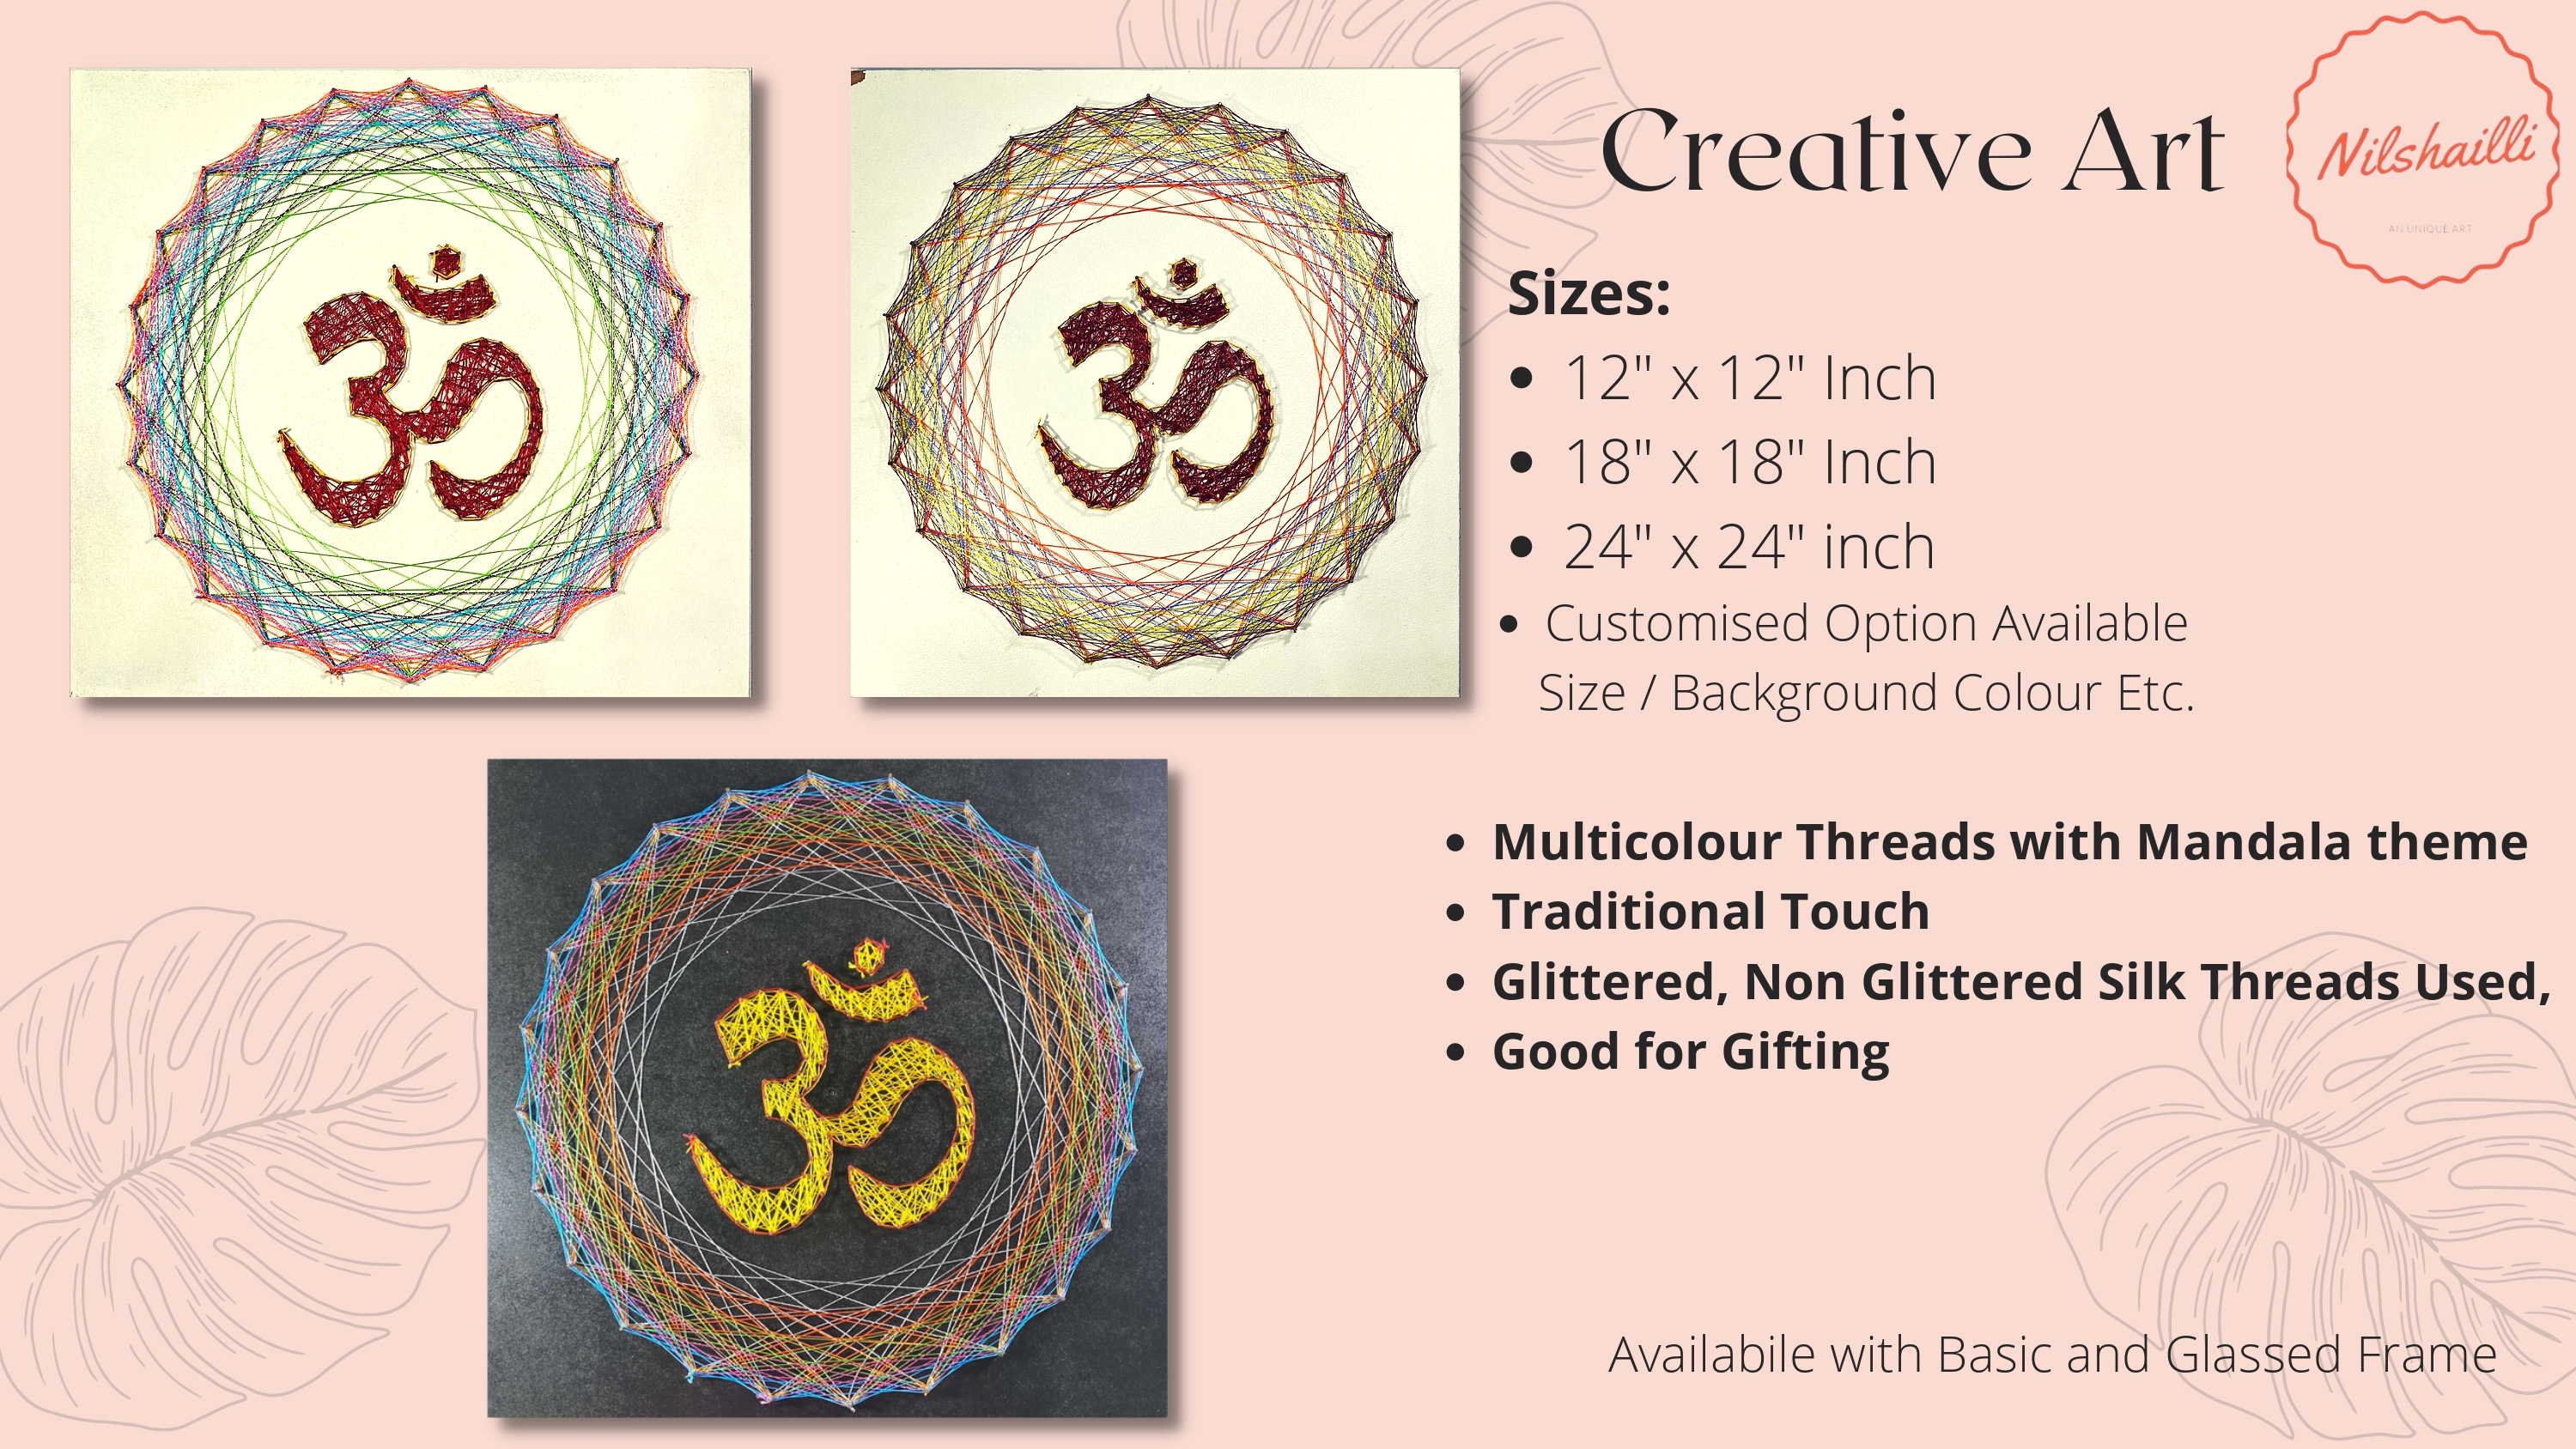 Creative Art
Nilshailli
AN UNIQUE ART
Sizes:
• 12" x 12" Inch
• 18" x 18" Inch
• 24" x 24" inch
• Customised Option Available
Size / Background Colour Etc.
• Multicolour Threads with Mandala theme
• Traditional Touch
• Glittered, Non Glittered Silk Threads Used,
• Good for Gifting
Availabile with Basic and Glassed Frame
ॐ
ॐ
ॐ